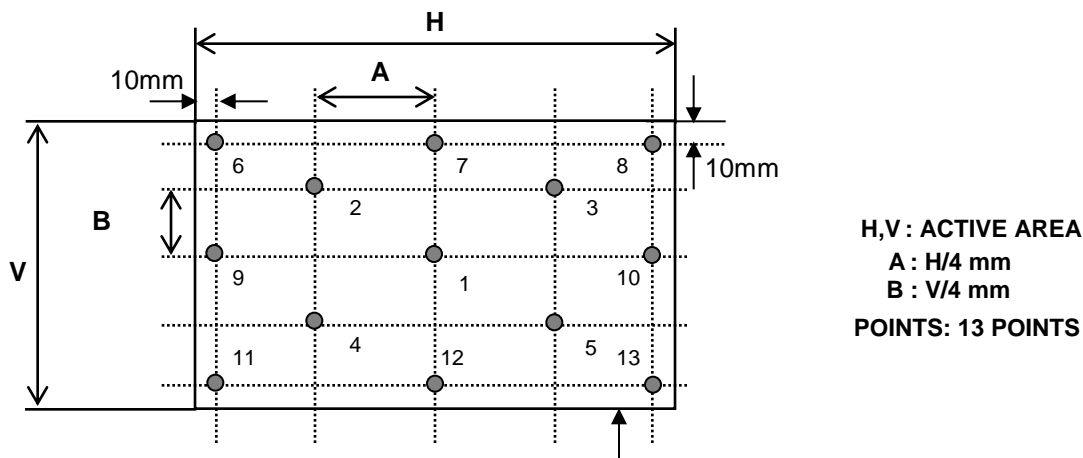 H
A
10mm
6
7
8
10mm
2
3
B
H,V : ACTIVE AREA
V
9
1
10
A : H/4 mm
B : V/4 mm
POINTS: 13 POINTS
4
5
11
12
13